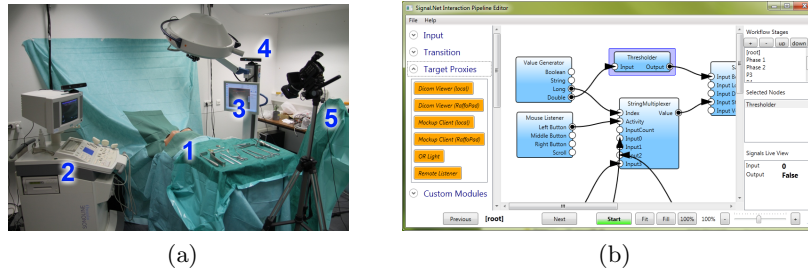 4
3
5
1
2
(a)
Signal.Net Interaction Pipeline Editor
File Help
Input
Transition
Target Proxies
Dicom Viewer (local)
Dicom Viewer (RaffoPad)
Mockup Client (local)
Mockup Client (RaffoPad)
OR Light
Remote Listener
Custom Modules
Value Generator
Boolean
String
Long
Double
Mouse Listener
Left Button
Middle Button
Right Button
Scroll
Thresholder
Input Output
StringMultiplexer
Index Value
Activity
InputCount
Input0
Input1
Input2
Input3
Workflow Stages
+ - up down
[root]
Phase 1
Phase 2
P3
Selected Nodes
Thresholder
Signals Live View
Input 0
Output False
Previous [root] Next Start Fit Fill 100% 100% - +
(b)